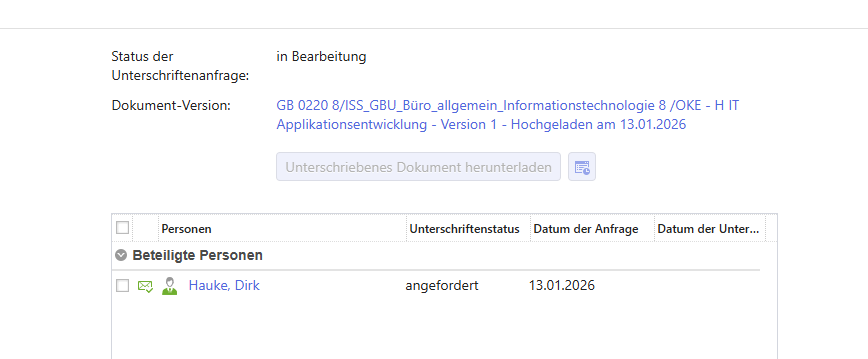 Status der
Unterschriftenanfrage:
in Bearbeitung
Dokument-Version:
GB 0220 8/ISS_GBU_Büro_allgemein_Informationstechnologie 8 /OKE - H IT
Applikationsentwicklung - Version 1 - Hochgeladen am 13.01.2026
Unterschriebenes Dokument herunterladen
Personen Unterschriftenstatus Datum der Anfrage Datum der Unter...
Beteiligte Personen
Hauke, Dirk angefordert 13.01.2026